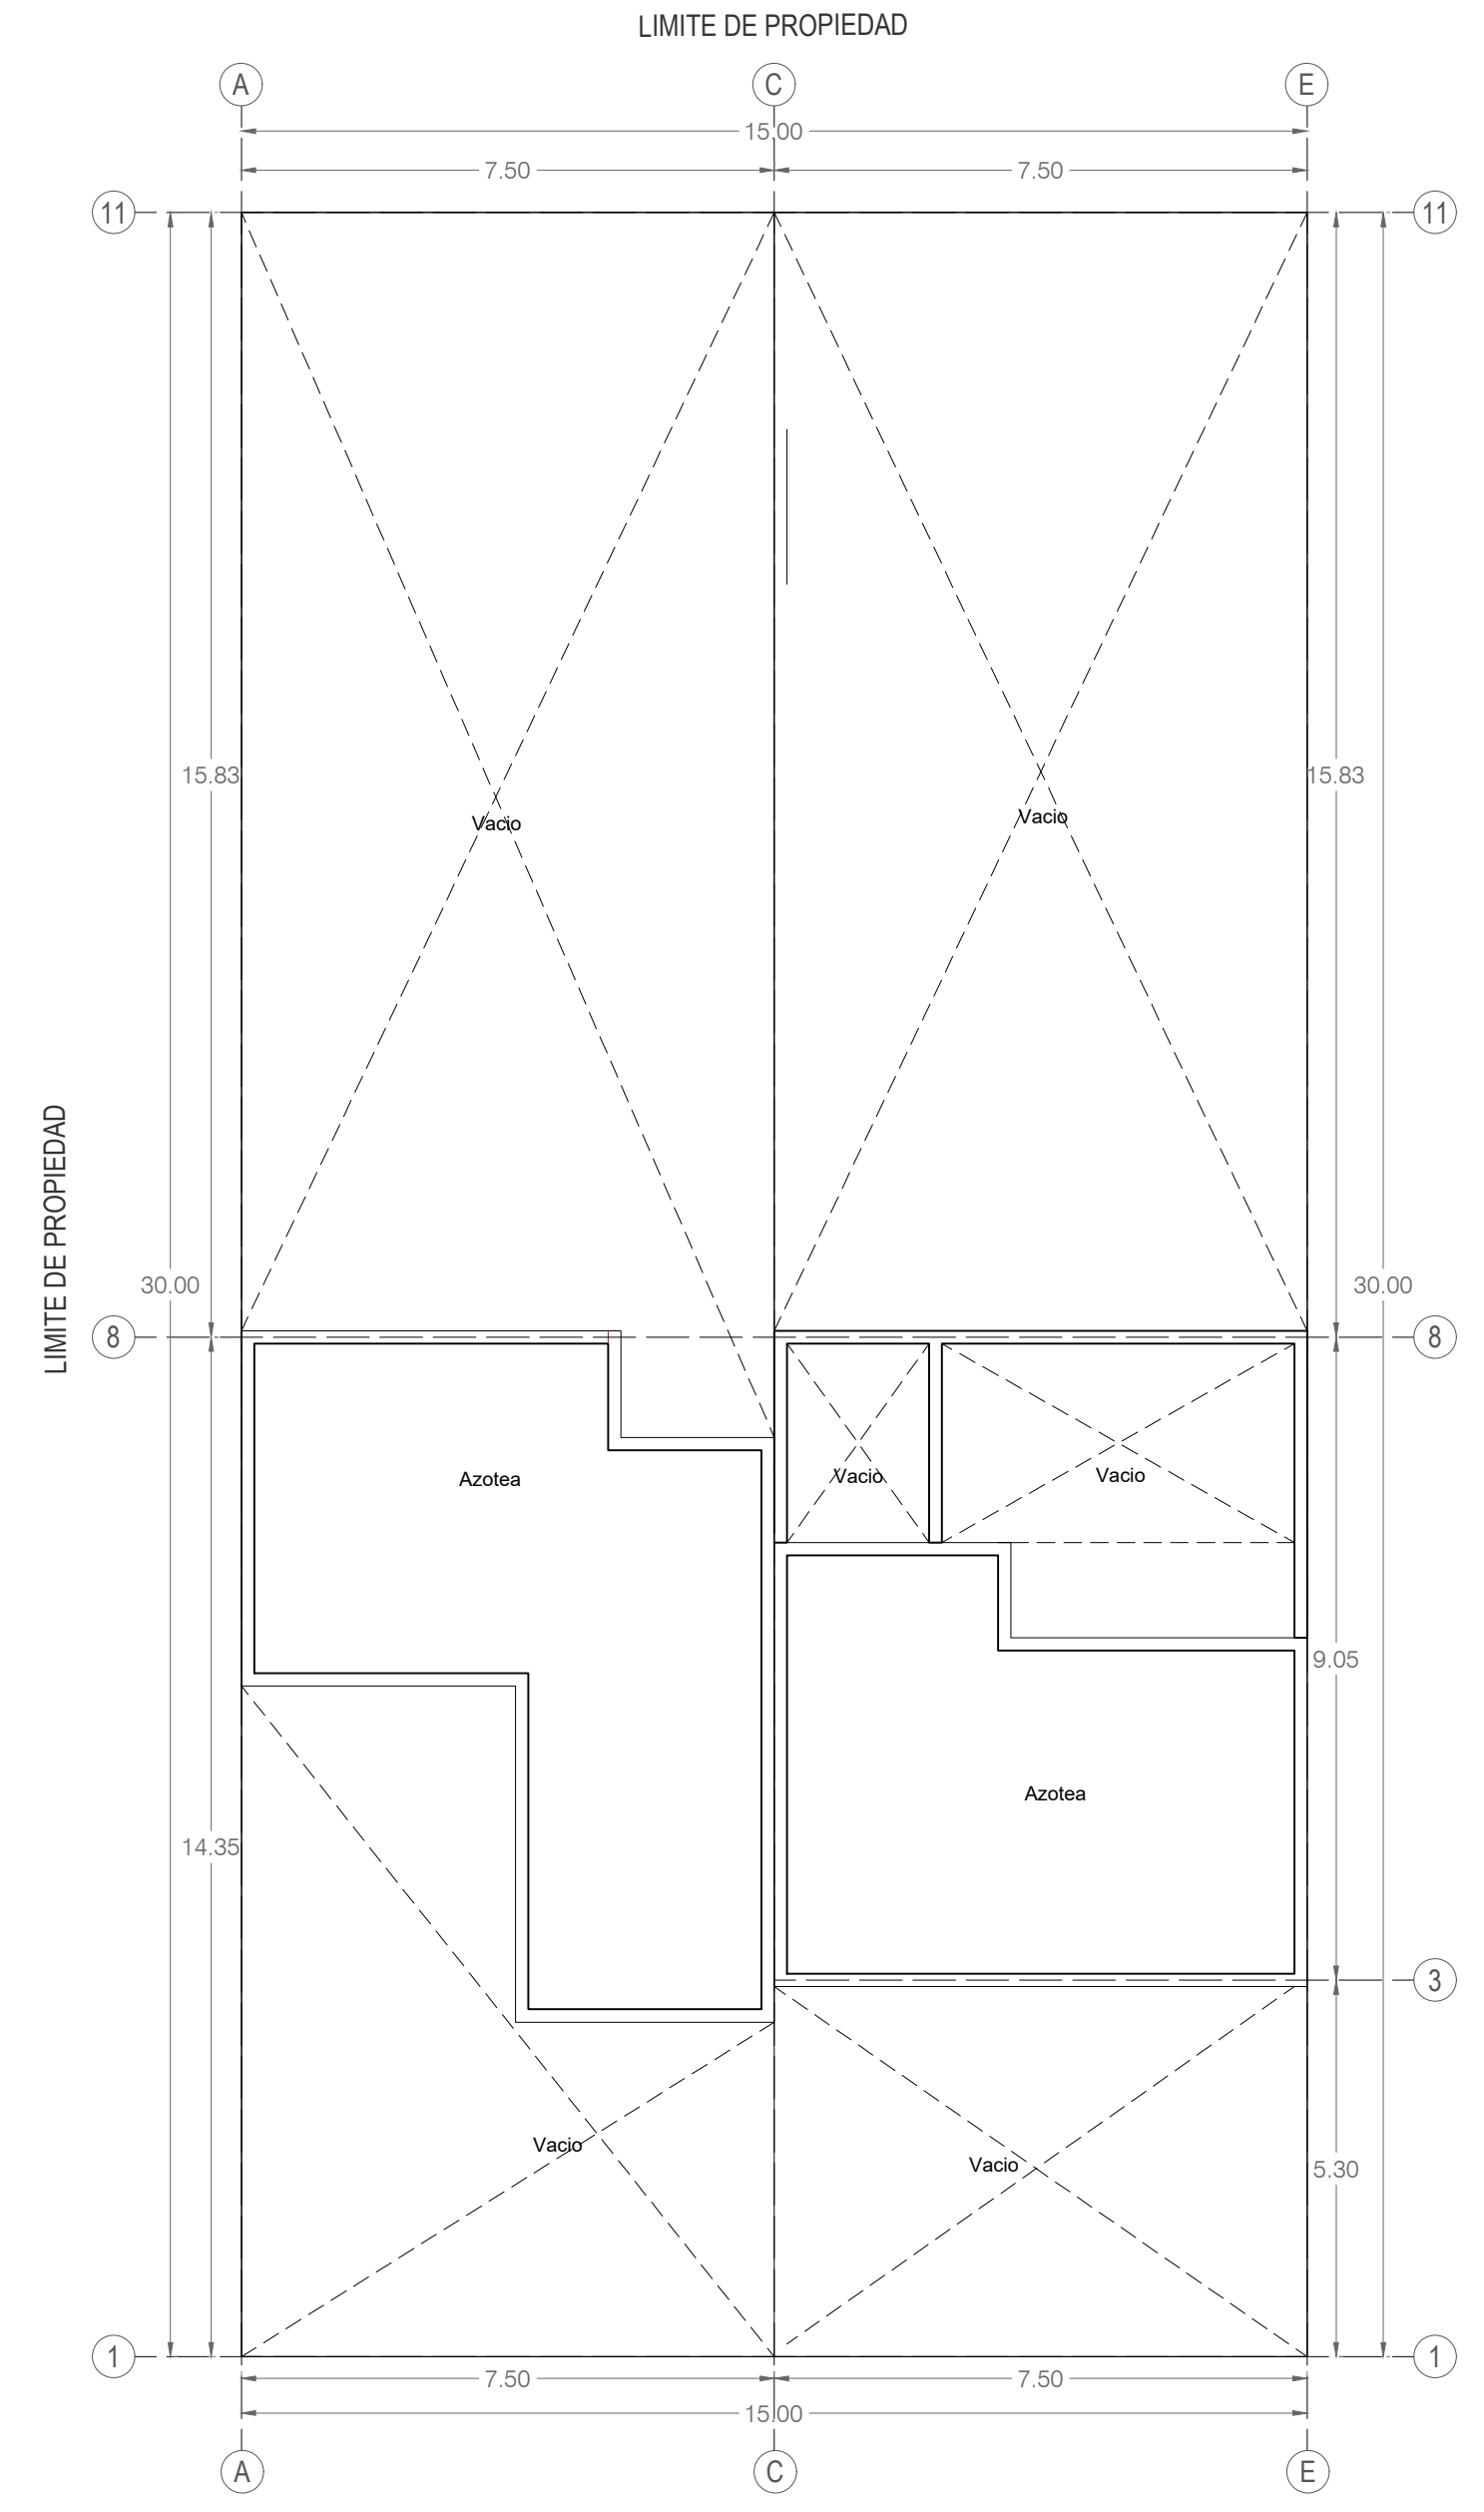 LIMITE DE PROPIEDAD
A
C
E
15.00
7.50
7.50
11
11
15.83
15.83
Vacio
Vacio
LIMITE DE PROPIEDAD
30.00
30.00
8
8
Azotea
Vacio
Vacio
9.05
Azotea
14.35
3
Vacio
Vacio
5.30
1
1
7.50
7.50
15.00
A
C
E